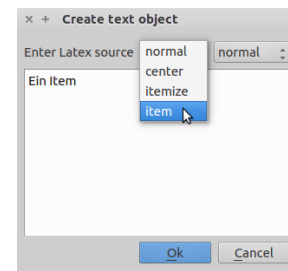 Create text object
Enter Latex source
normal
center
itemize
item
normal
Ein Item
Ok
Cancel